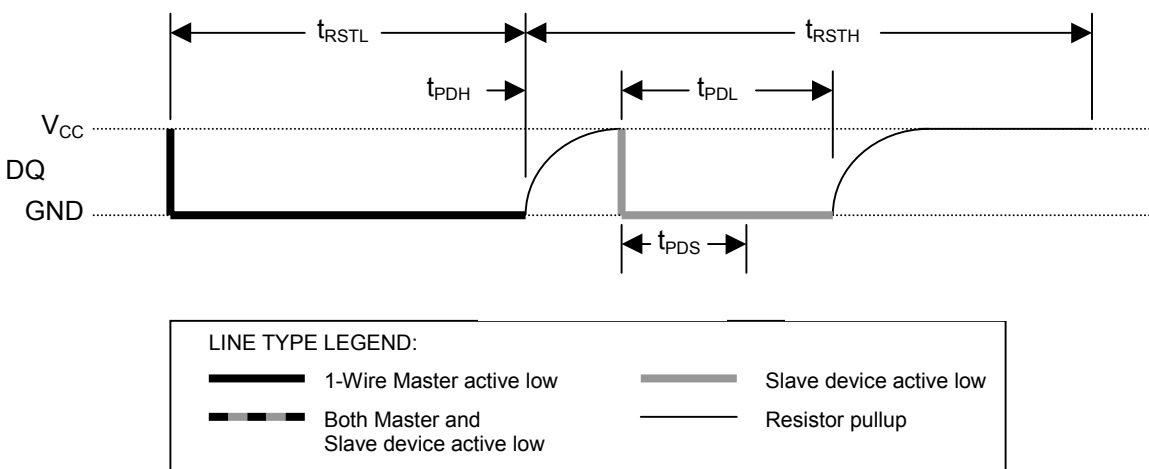 tRSTL tRSTH
tPDH tPDL
VCC
DQ
GND
tPDS
LINE TYPE LEGEND:
1-Wire Master active low
Slave device active low
Both Master and
Slave device active low
Resistor pullup